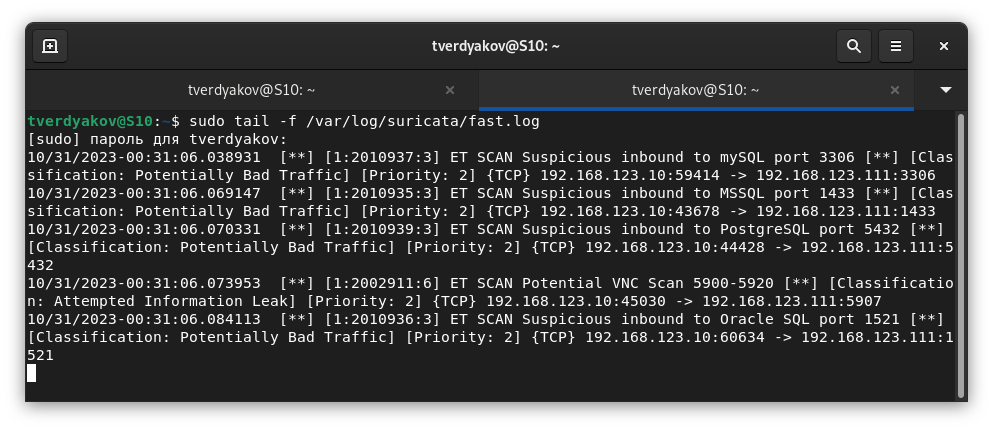 tverdyakov@S10: ~
tverdyakov@S10: ~
tverdyakov@S10: ~
tverdyakov@S10:~$ sudo tail -f /var/log/suricata/fast.log
[sudo] пароль для tverdyakov:
10/31/2023-00:31:06.038931  [**] [1:2010937:3] ET SCAN Suspicious inbound to mySQL port 3306 [**] [Clas
sification: Potentially Bad Traffic] [Priority: 2] {TCP} 192.168.123.10:59414 -> 192.168.123.111:3306
10/31/2023-00:31:06.069147  [**] [1:2010935:3] ET SCAN Suspicious inbound to MSSQL port 1433 [**] [Clas
sification: Potentially Bad Traffic] [Priority: 2] {TCP} 192.168.123.10:43678 -> 192.168.123.111:1433
10/31/2023-00:31:06.070331  [**] [1:2010939:3] ET SCAN Suspicious inbound to PostgreSQL port 5432 [**]
[Classification: Potentially Bad Traffic] [Priority: 2] {TCP} 192.168.123.10:44428 -> 192.168.123.111:5
432
10/31/2023-00:31:06.073953  [**] [1:2002911:6] ET SCAN Potential VNC Scan 5900-5920 [**] [Classificatio
n: Attempted Information Leak] [Priority: 2] {TCP} 192.168.123.10:45030 -> 192.168.123.111:5907
10/31/2023-00:31:06.084113  [**] [1:2010936:3] ET SCAN Suspicious inbound to Oracle SQL port 1521 [**]
[Classification: Potentially Bad Traffic] [Priority: 2] {TCP} 192.168.123.10:60634 -> 192.168.123.111:1
521